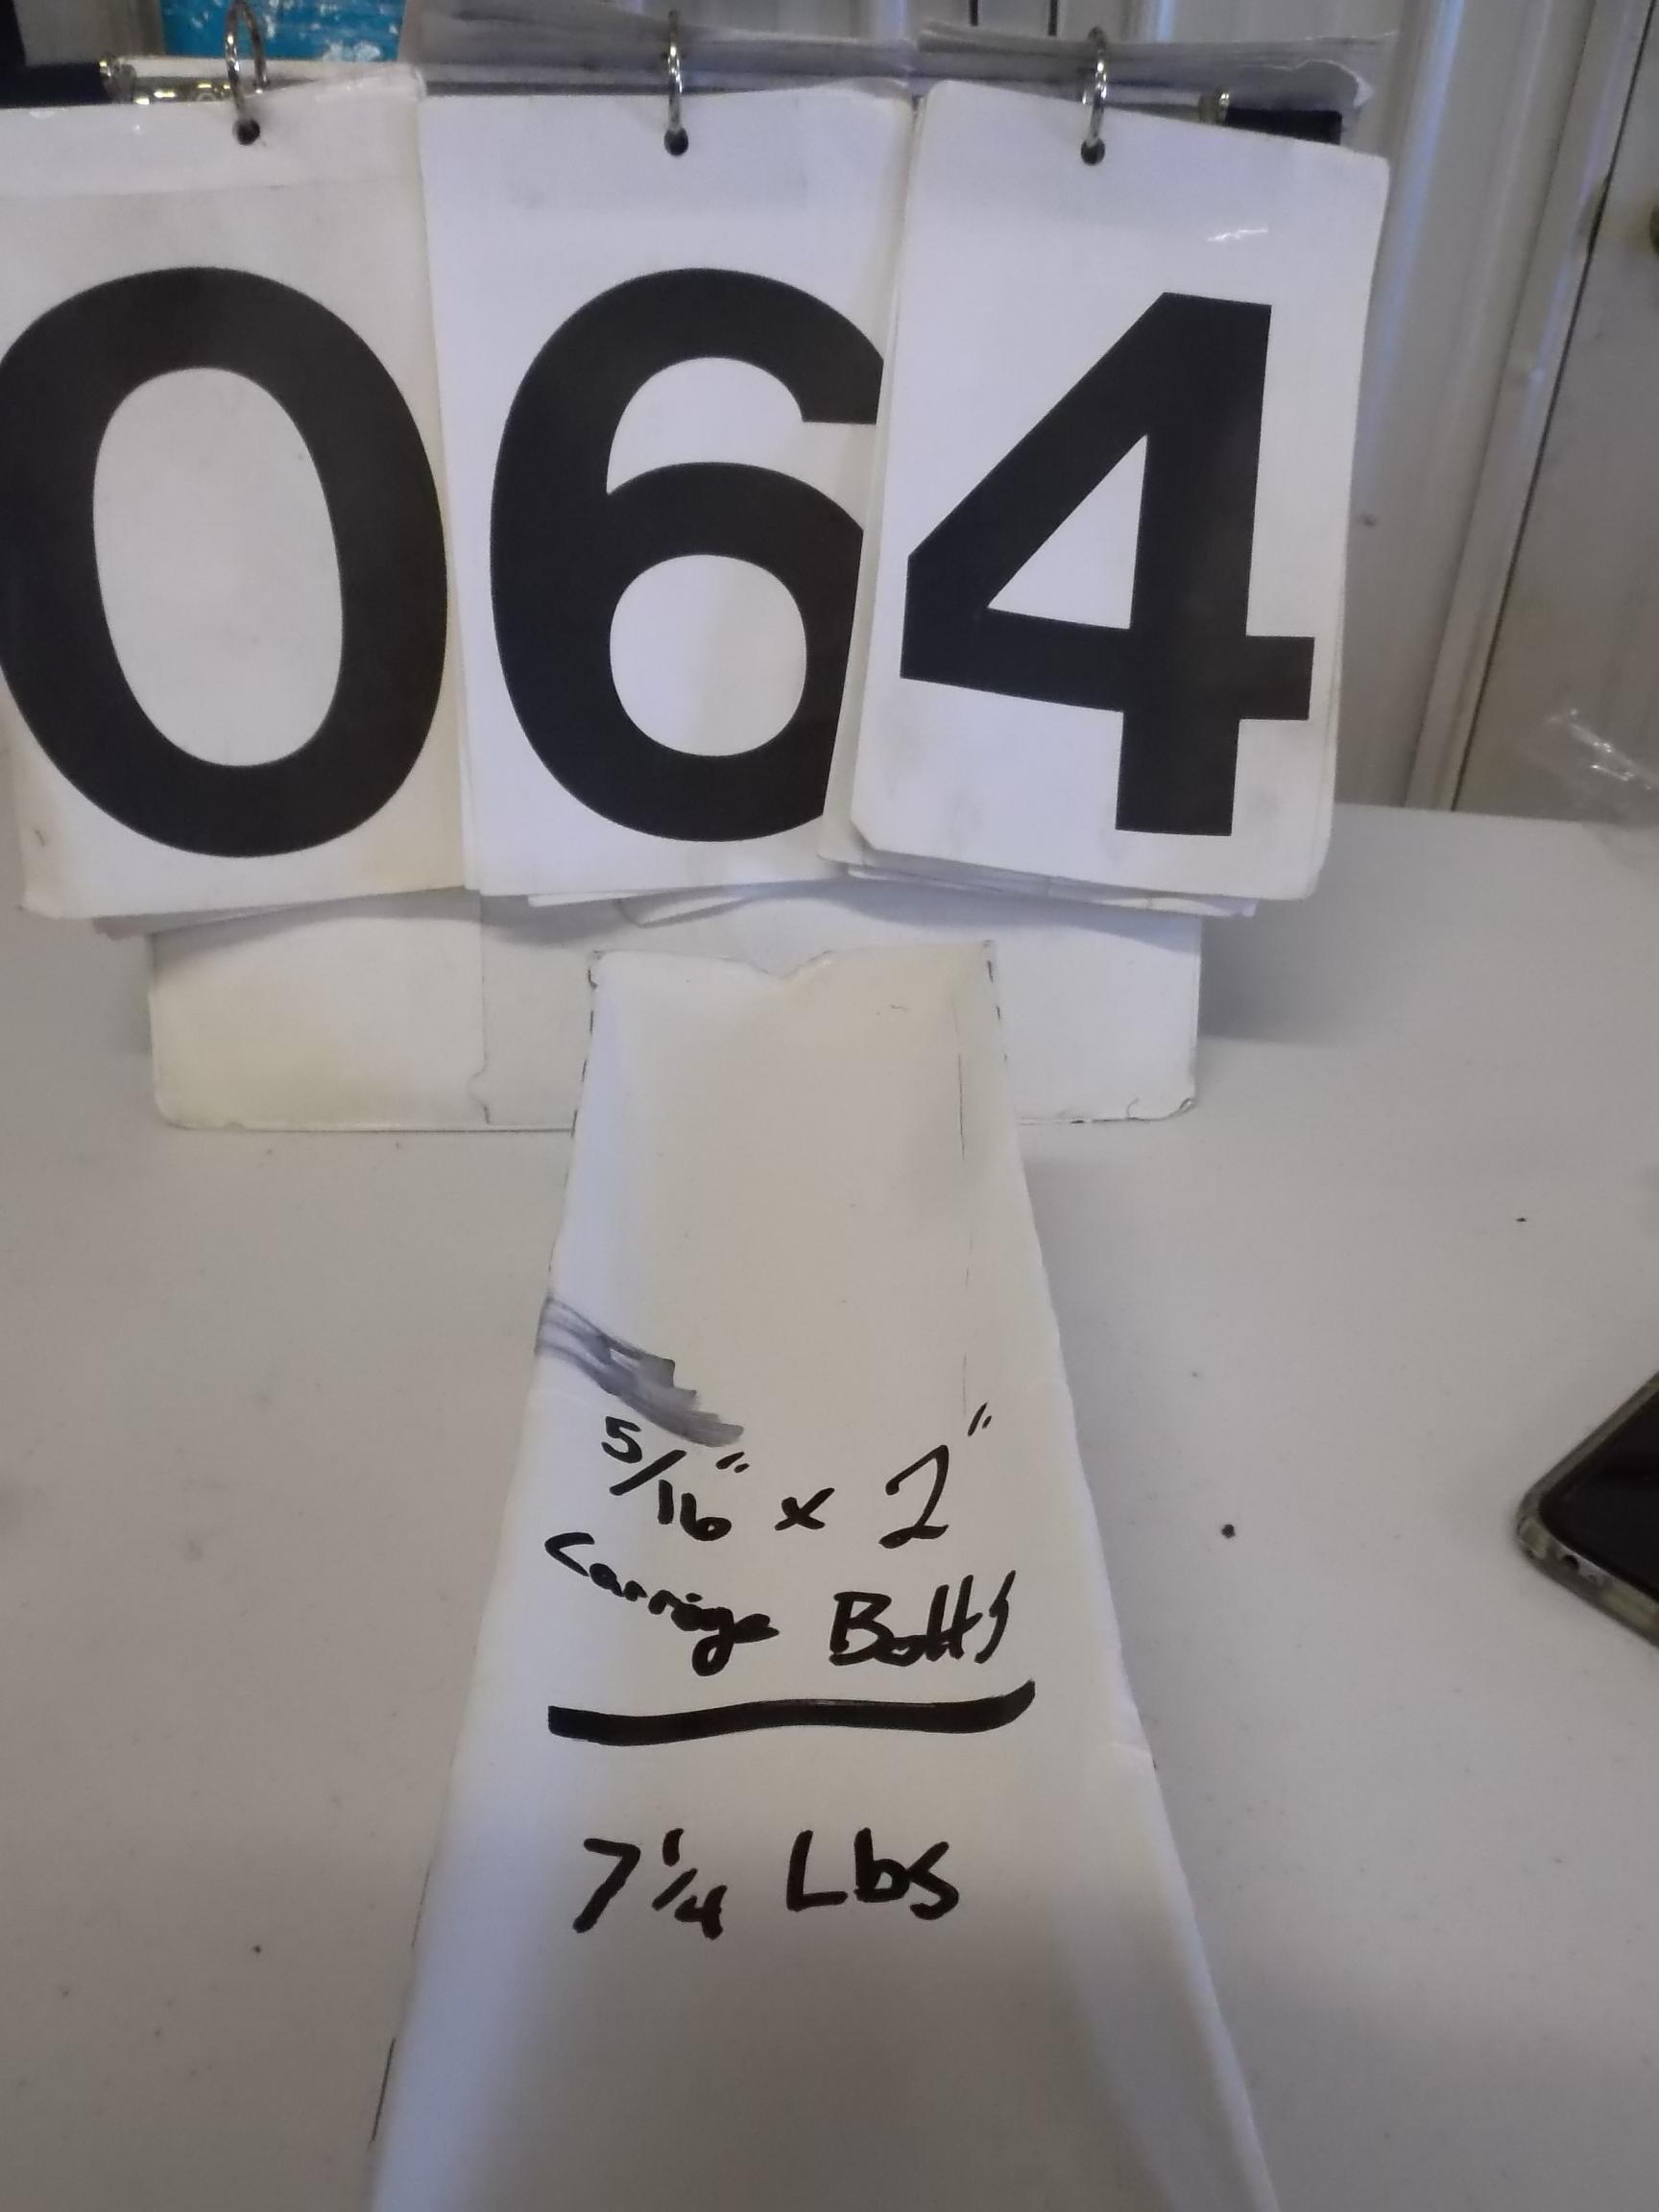 064
5/16" x 2"
Carriage Bolts
7 1/4 Lbs